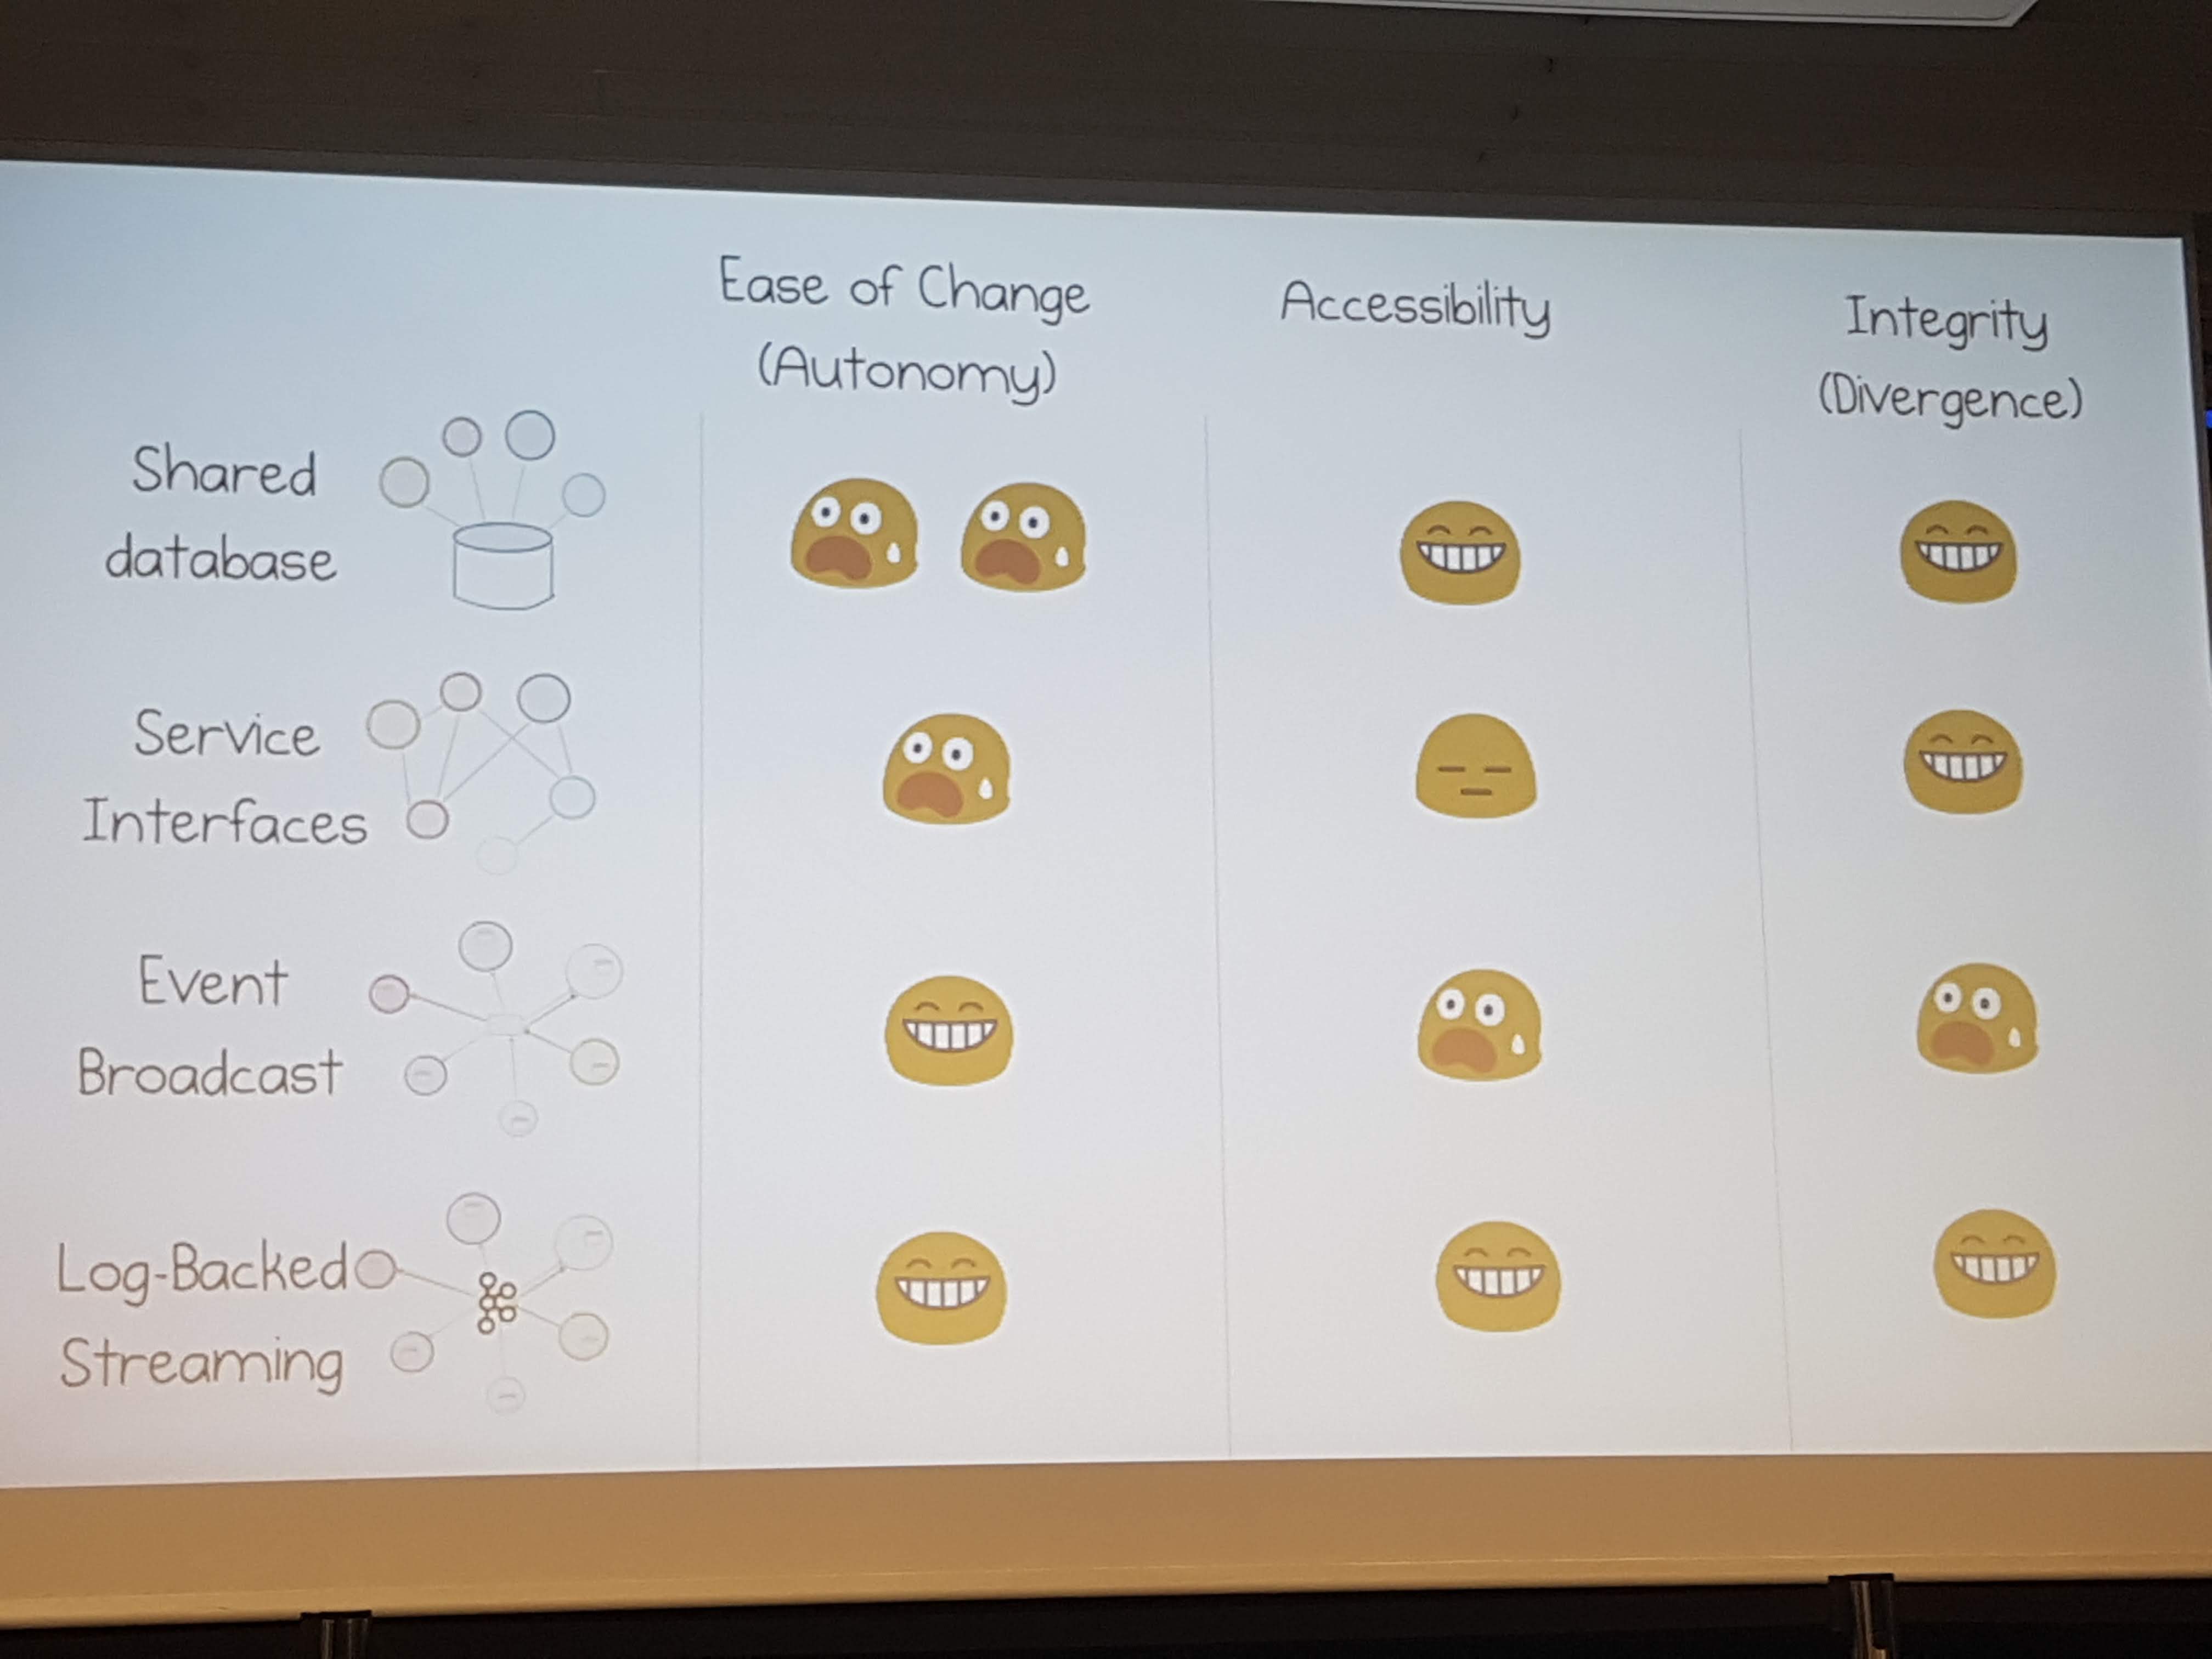 Ease of Change
(Autonomy)
Accessibility
Integrity
(Divergence)
Shared
database
Service
Interfaces
Event
Broadcast
Log-Backed
Streaming